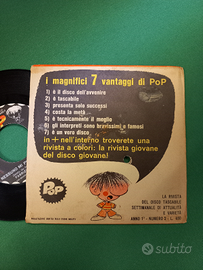 i magnifici 7 vantaggi di PoP
1) è il disco dell'avvenire
2) è tascabile
3) presenta solo successi
4) costa la metà
5) è tecnicamente il meglio
6) gli interpreti sono bravissimi e famosi
7) è un vero disco
in + nell'interno troverete una
rivista a colori: la rivista giovane
del disco giovane!
PoP
LA RIVISTA
DEL DISCO TASCABILE
SETTIMANALE DI ATTUALITÀ
E VARIETÀ
ANNO 1° - NUMERO
subito